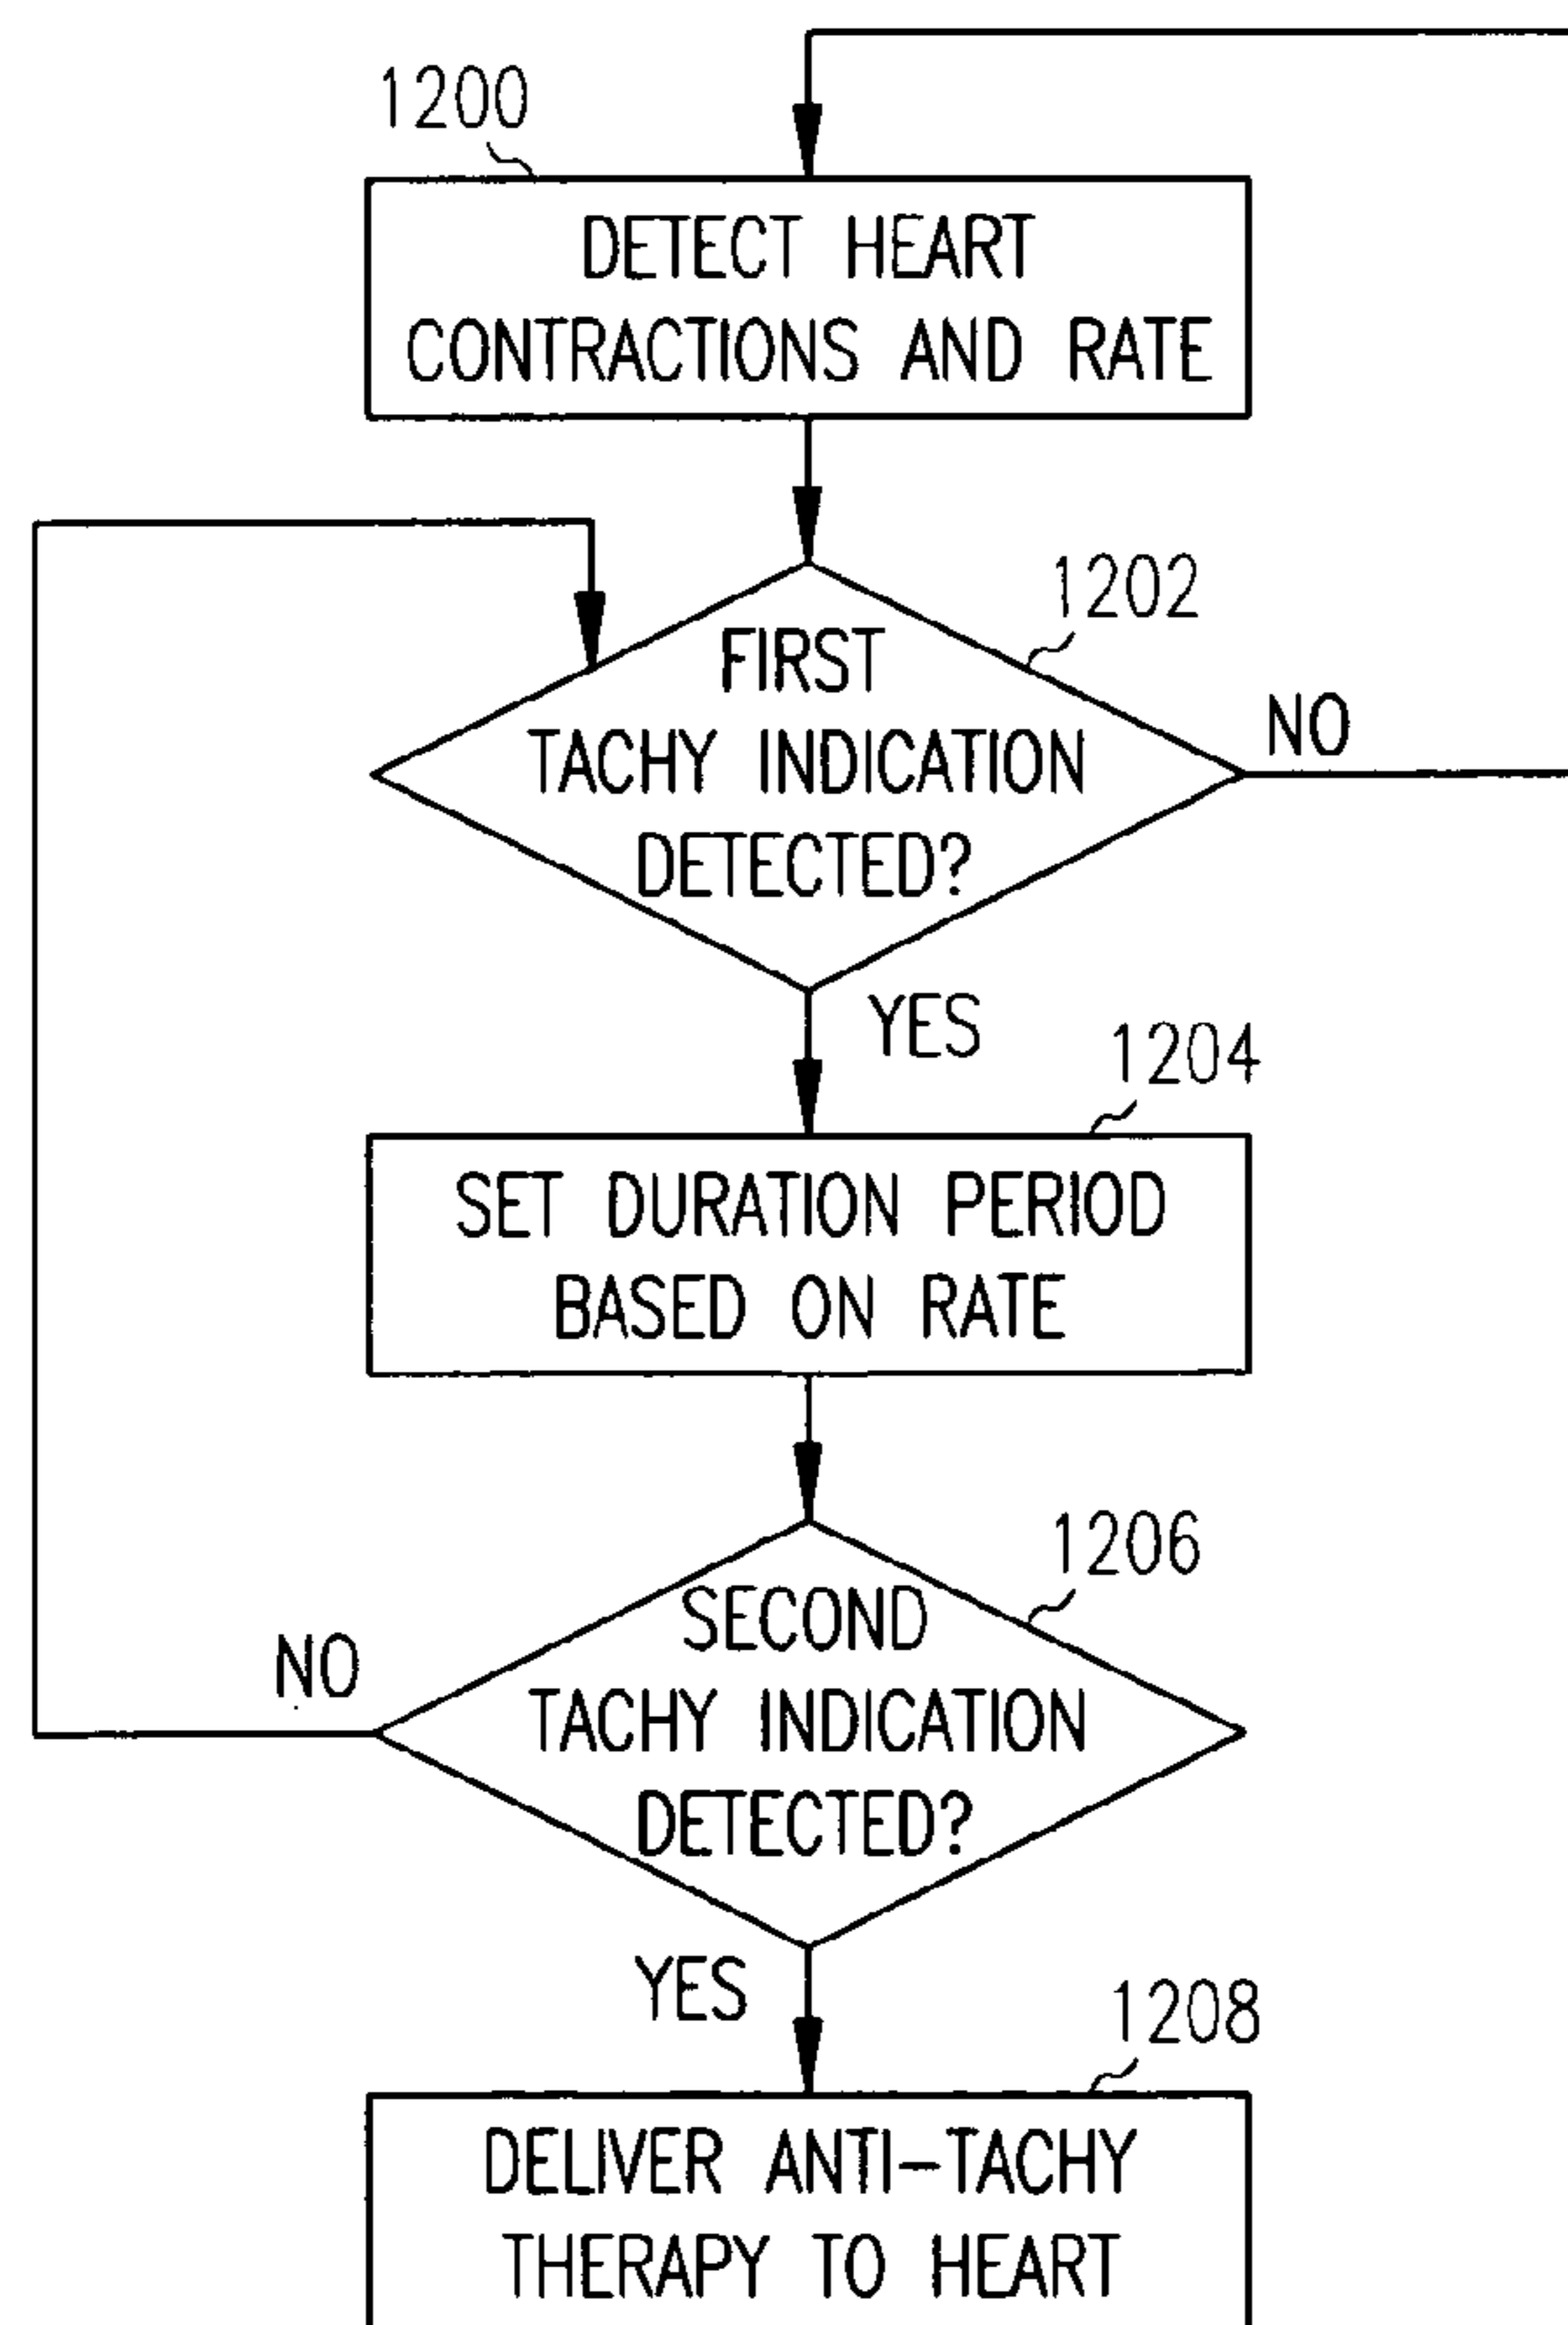 1200
DETECT HEART
CONTRACTIONS AND RATE
1202
FIRST
TACHY INDICATION
DETECTED?
NO
YES
1204
SET DURATION PERIOD
BASED ON RATE
1206
SECOND
TACHY INDICATION
DETECTED?
NO
YES
1208
DELIVER ANTI-TACHY
THERAPY TO HEART